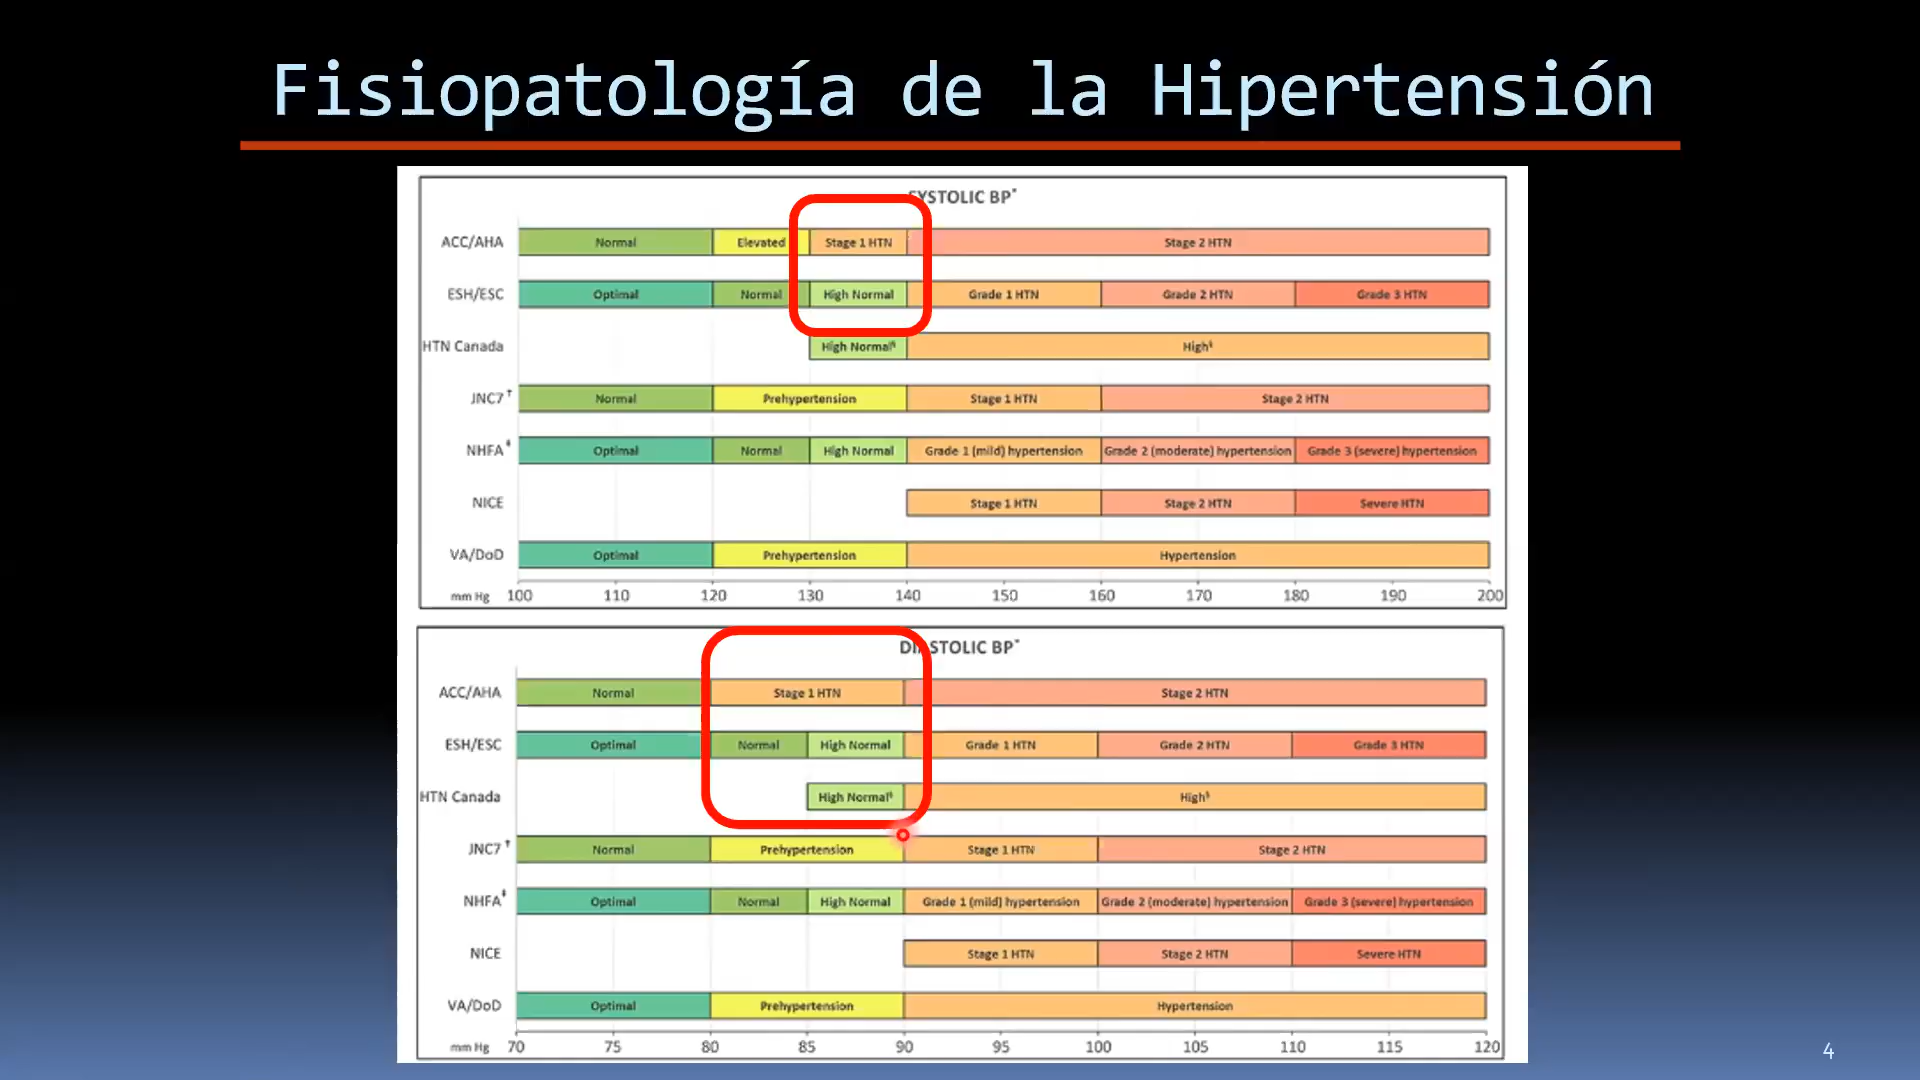 Fisiopatología de la Hipertensión
SYSTOLIC BP*
ACC/AHA Normal Elevated Stage 1 HTN Stage 2 HTN
ESH/ESC Optimal Normal High Normal Grade 1 HTN Grade 2 HTN Grade 3 HTN
HTN Canada High Normal§ High§
JNC7† Normal Prehypertension Stage 1 HTN Stage 2 HTN
NHFA‡ Optimal Normal High Normal Grade 1 (mild) hypertension Grade 2 (moderate) hypertension Grade 3 (severe) hypertension
NICE Stage 1 HTN Stage 2 HTN Severe HTN
VA/DoD Optimal Prehypertension Hypertension
mm Hg 100 110 120 130 140 150 160 170 180 190 200
DIASTOLIC BP*
ACC/AHA Normal Stage 1 HTN Stage 2 HTN
ESH/ESC Optimal Normal High Normal Grade 1 HTN Grade 2 HTN Grade 3 HTN
HTN Canada High Normal§ High§
JNC7† Normal Prehypertension Stage 1 HTN Stage 2 HTN
NHFA‡ Optimal Normal High Normal Grade 1 (mild) hypertension Grade 2 (moderate) hypertension Grade 3 (severe) hypertension
NICE Stage 1 HTN Stage 2 HTN Severe HTN
VA/DoD Optimal Prehypertension Hypertension
mm Hg 70 75 80 85 90 95 100 105 110 115 120
4